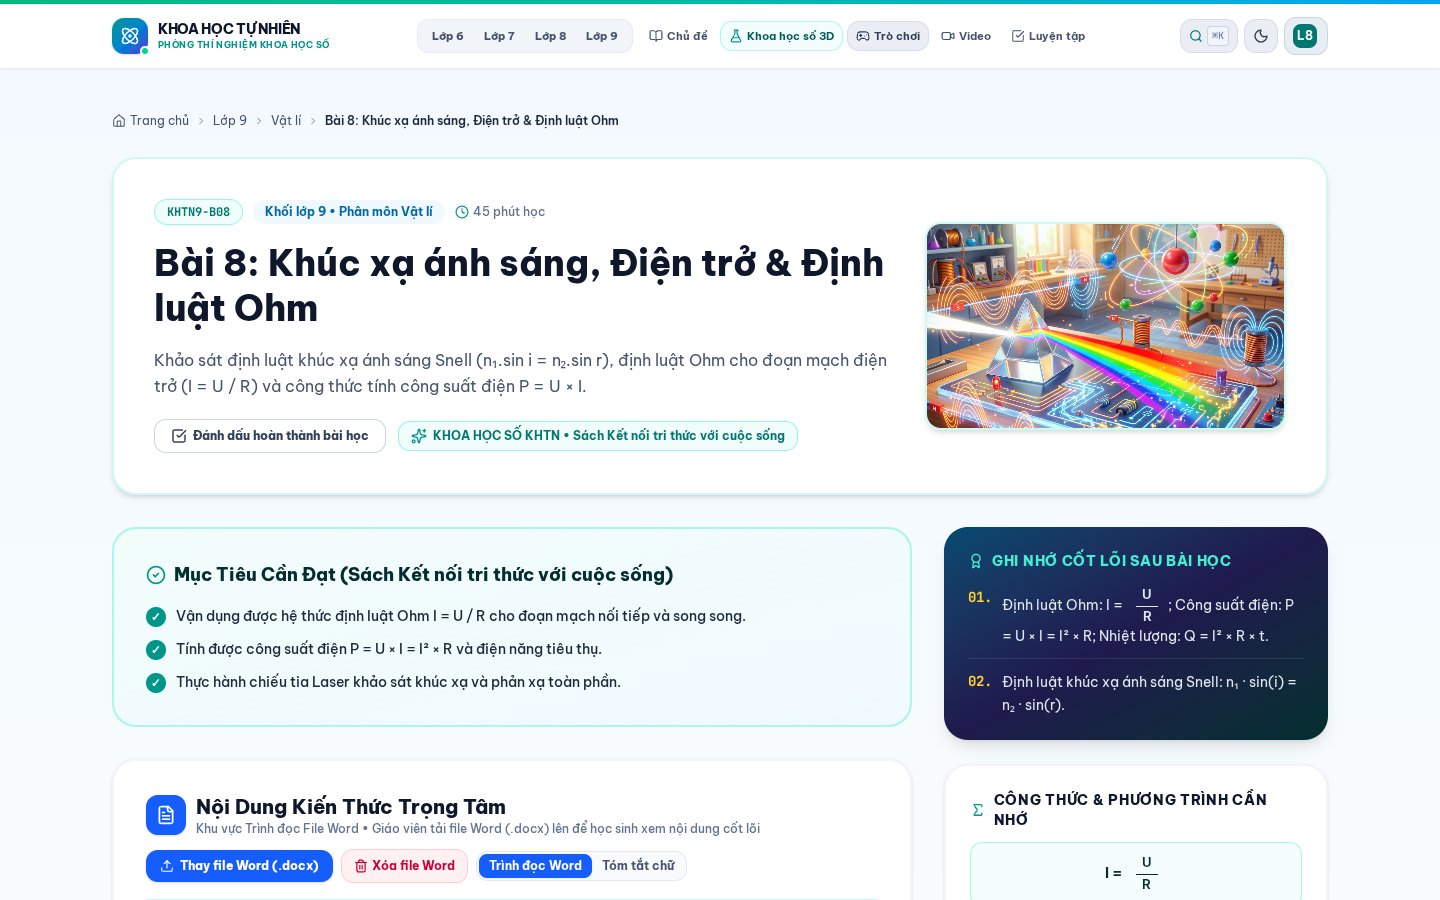 KHOA HỌC TỰ NHIÊN
PHÒNG THÍ NGHIỆM KHOA HỌC SỐ
Lớp 6
Lớp 7
Lớp 8
Lớp 9
Chủ đề
Khoa học số 3D
Trò chơi
Video
Luyện tập
⌘K
L8
Trang chủ
Lớp 9
Vật lí
Bài 8: Khúc xạ ánh sáng, Điện trở & Định luật Ohm
KHTN9-B08
Khối lớp 9 • Phân môn Vật lí
45 phút học
Bài 8: Khúc xạ ánh sáng, Điện trở & Định
luật Ohm
Khảo sát định luật khúc xạ ánh sáng Snell (n₁.sin i = n₂.sin r), định luật Ohm cho đoạn mạch điện
trở (I = U / R) và công thức tính công suất điện P = U × I.
Đánh dấu hoàn thành bài học
KHOA HỌC SỐ KHTN • Sách Kết nối tri thức với cuộc sống
Mục Tiêu Cần Đạt (Sách Kết nối tri thức với cuộc sống)
Vận dụng được hệ thức định luật Ohm I = U / R cho đoạn mạch nối tiếp và song song.
Tính được công suất điện P = U × I = I² × R và điện năng tiêu thụ.
Thực hành chiếu tia Laser khảo sát khúc xạ và phản xạ toàn phần.
GHI NHỚ CỐT LÕI SAU BÀI HỌC
01.
U
Định luật Ohm: I = ; Công suất điện: P
R
= U × I = I² × R; Nhiệt lượng: Q = I² × R × t.
02.
Định luật khúc xạ ánh sáng Snell: n₁ · sin(i) =
n₂ · sin(r).
Nội Dung Kiến Thức Trọng Tâm
Khu vực Trình đọc File Word • Giáo viên tải file Word (.docx) lên để học sinh xem nội dung cốt lõi
Thay file Word (.docx)
Xóa file Word
Trình đọc Word
Tóm tắt chữ
Σ
CÔNG THỨC & PHƯƠNG TRÌNH CẦN
NHỚ
U
I =
R